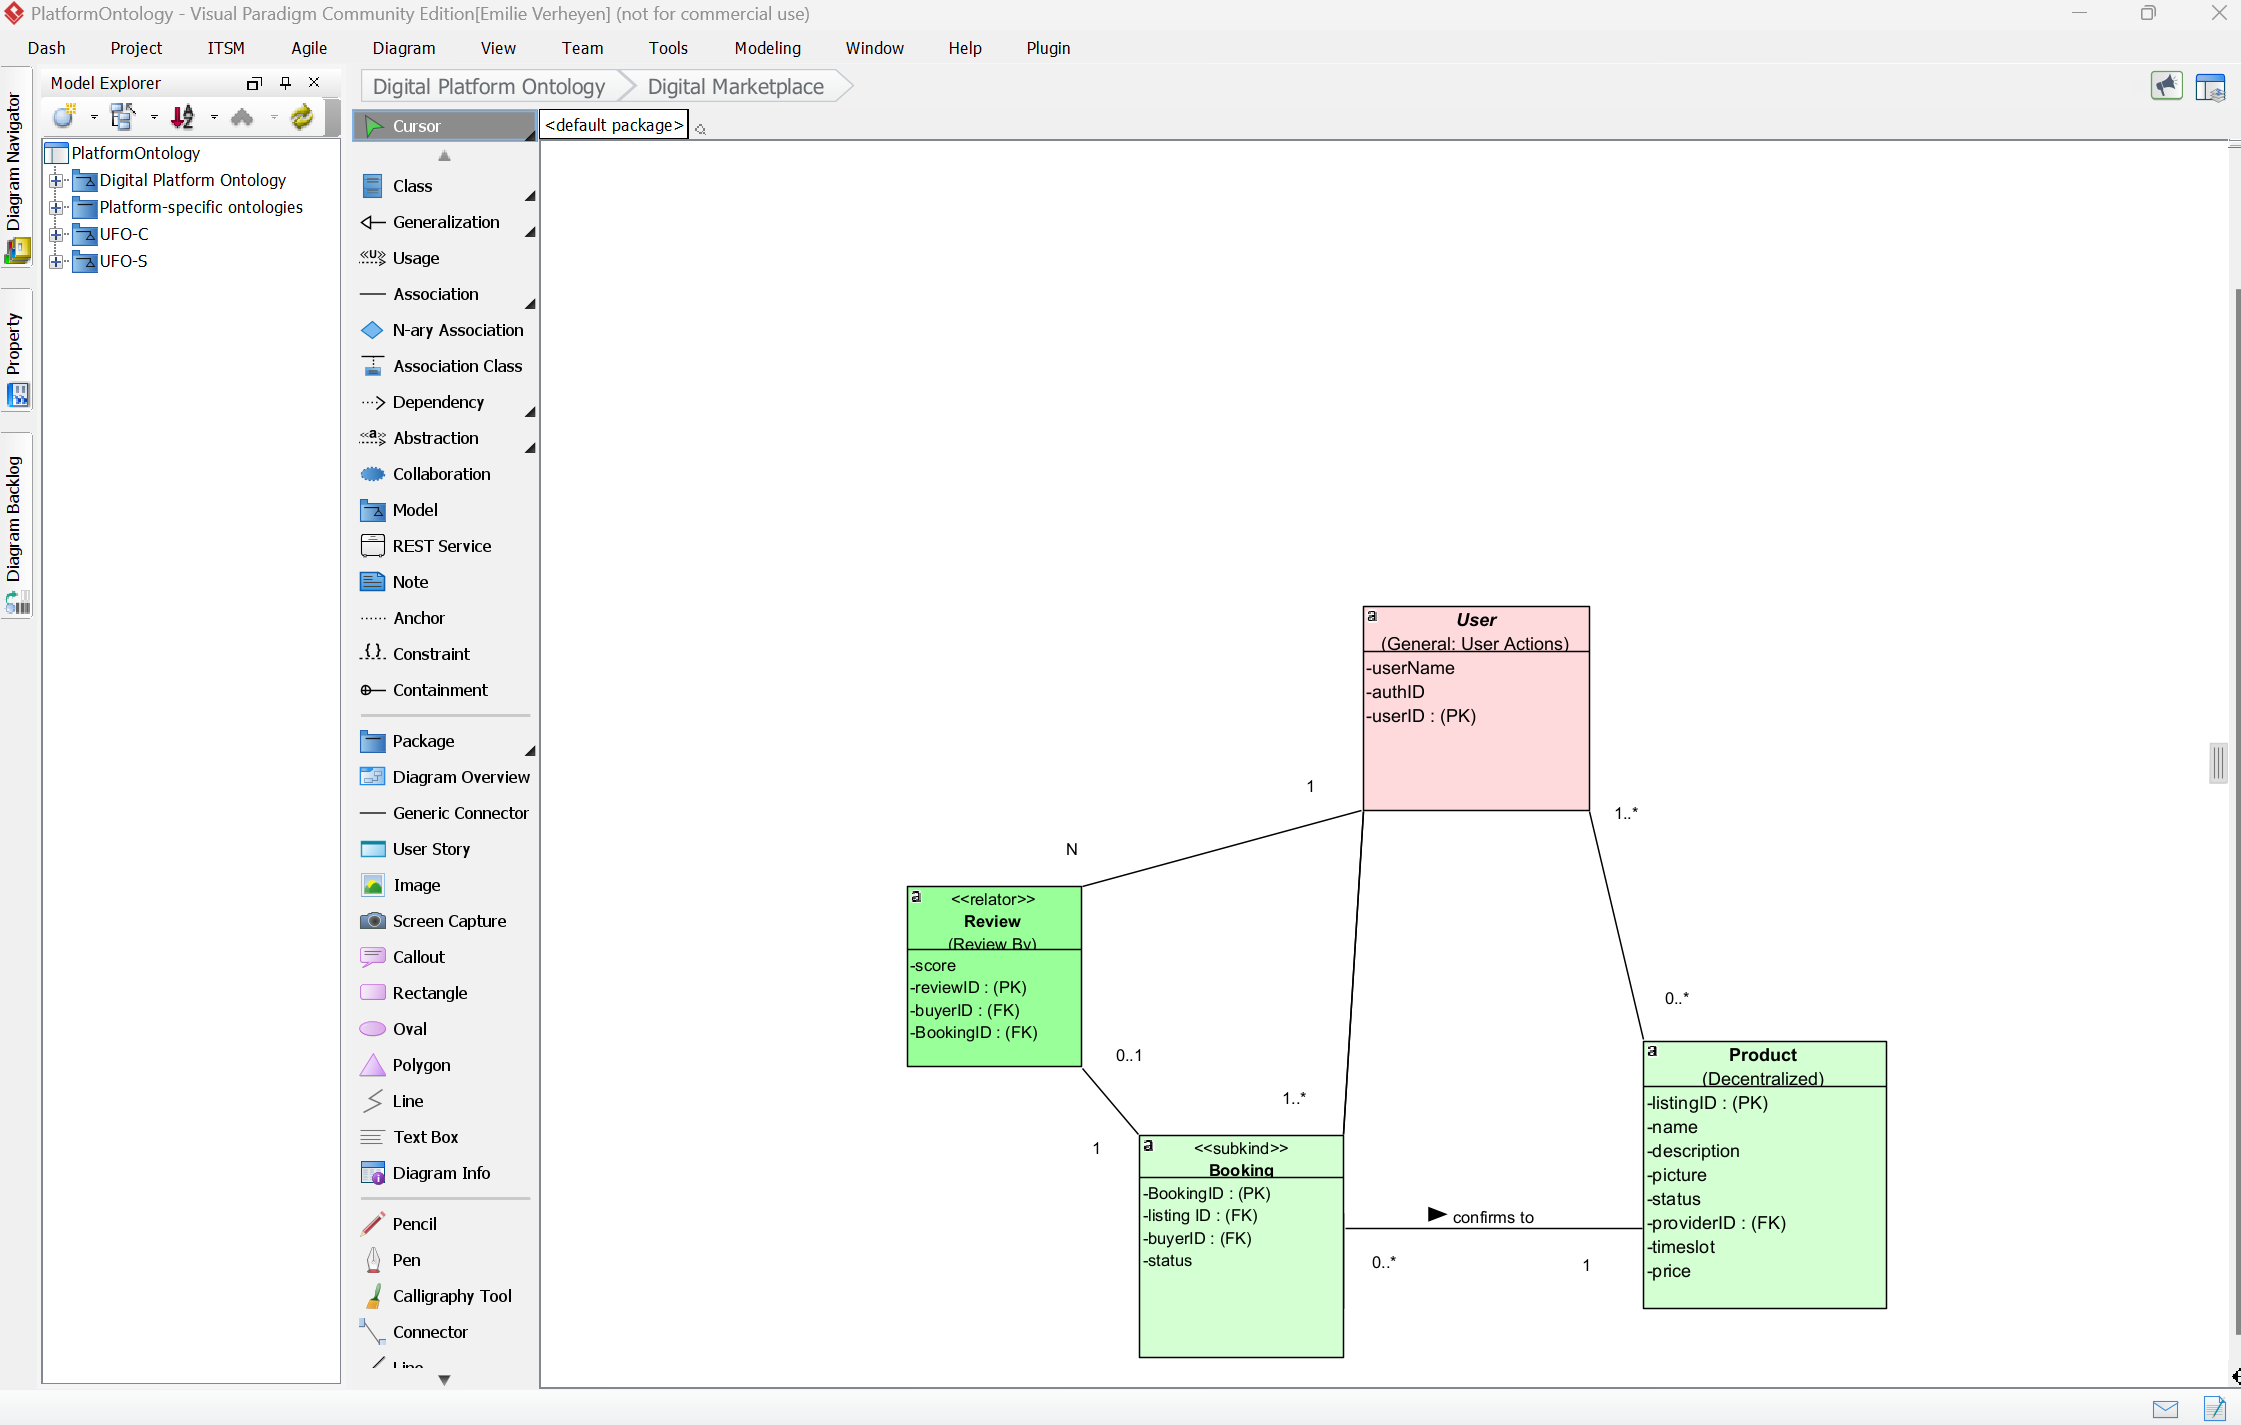 PlatformOntology - Visual Paradigm Community Edition[Emilie Verheyen] (not for commercial use)
Dash Project ITSM Agile Diagram View Team Tools Modeling Window Help Plugin
Model Explorer
Digital Platform Ontology Digital Marketplace
Diagram Navigator
Property
Diagram Backlog
PlatformOntology
Digital Platform Ontology
Platform-specific ontologies
UFO-C
UFO-S
Cursor
<default package>
Class
Generalization
<<U>> Usage
Association
N-ary Association
Association Class
Dependency
<<a>> Abstraction
Collaboration
Model
REST Service
Note
Anchor
{} Constraint
Containment
Package
Diagram Overview
Generic Connector
User Story
Image
Screen Capture
Callout
Rectangle
Oval
Polygon
Line
Text Box
Diagram Info
Pencil
Pen
Calligraphy Tool
Connector
Line
a User
(General: User Actions)
-userName
-authID
-userID : (PK)
1
1..*
N
a <<relator>>
Review
(Review By)
-score
-reviewID : (PK)
-buyerID : (FK)
-BookingID : (FK)
0..*
0..1
1..*
1
a <<subkind>>
Booking
-BookingID : (PK)
-listing ID : (FK)
-buyerID : (FK)
-status
confirms to
0..*
1
a Product
(Decentralized)
-listingID : (PK)
-name
-description
-picture
-status
-providerID : (FK)
-timeslot
-price